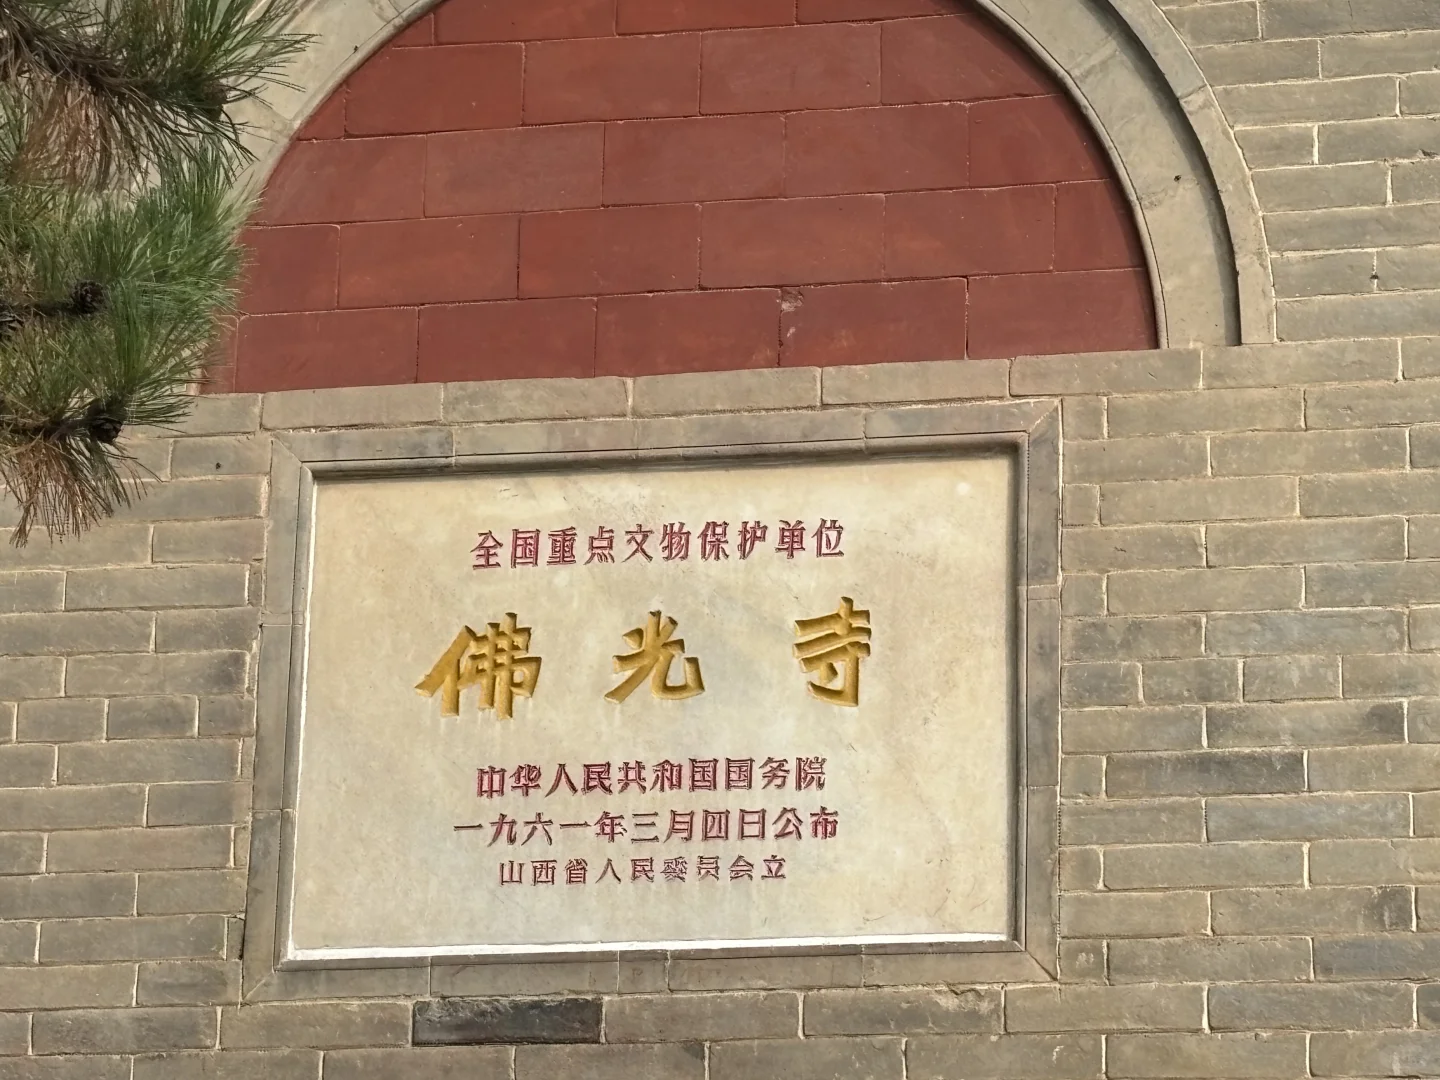 全国重点文物保护单位
佛光寺
中华人民共和国国务院
一九六一年三月四日公布
山西省人民委员会立